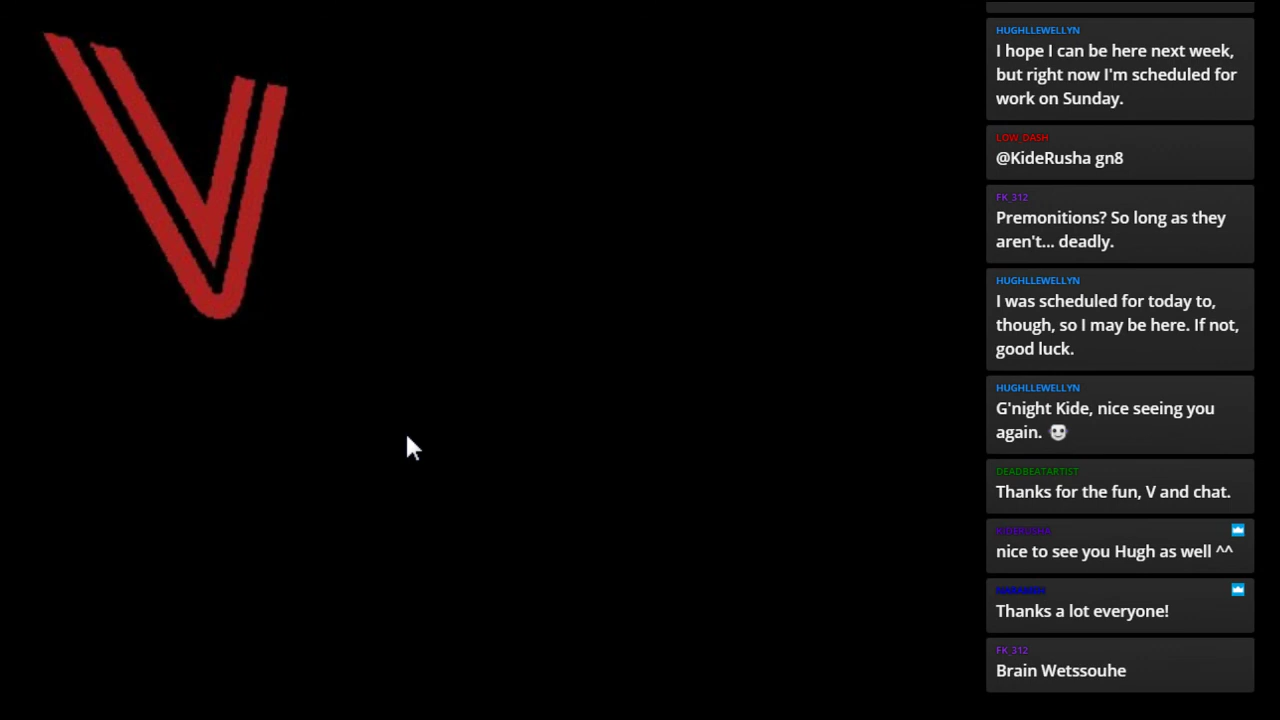 HUGHLLEWELLYN
I hope I can be here next week,
but right now I'm scheduled for
work on Sunday.
LOW_DASH
@KideRusha gn8
FK_312
Premonitions? So long as they
aren't... deadly.
HUGHLLEWELLYN
I was scheduled for today to,
though, so I may be here. If not,
good luck.
HUGHLLEWELLYN
G'night Kide, nice seeing you
again.
DEADBEATARTIST
Thanks for the fun, V and chat.
KIDERUSHA
nice to see you Hugh as well ^^
Thanks a lot everyone!
FK_312
Brain Wetssouhe